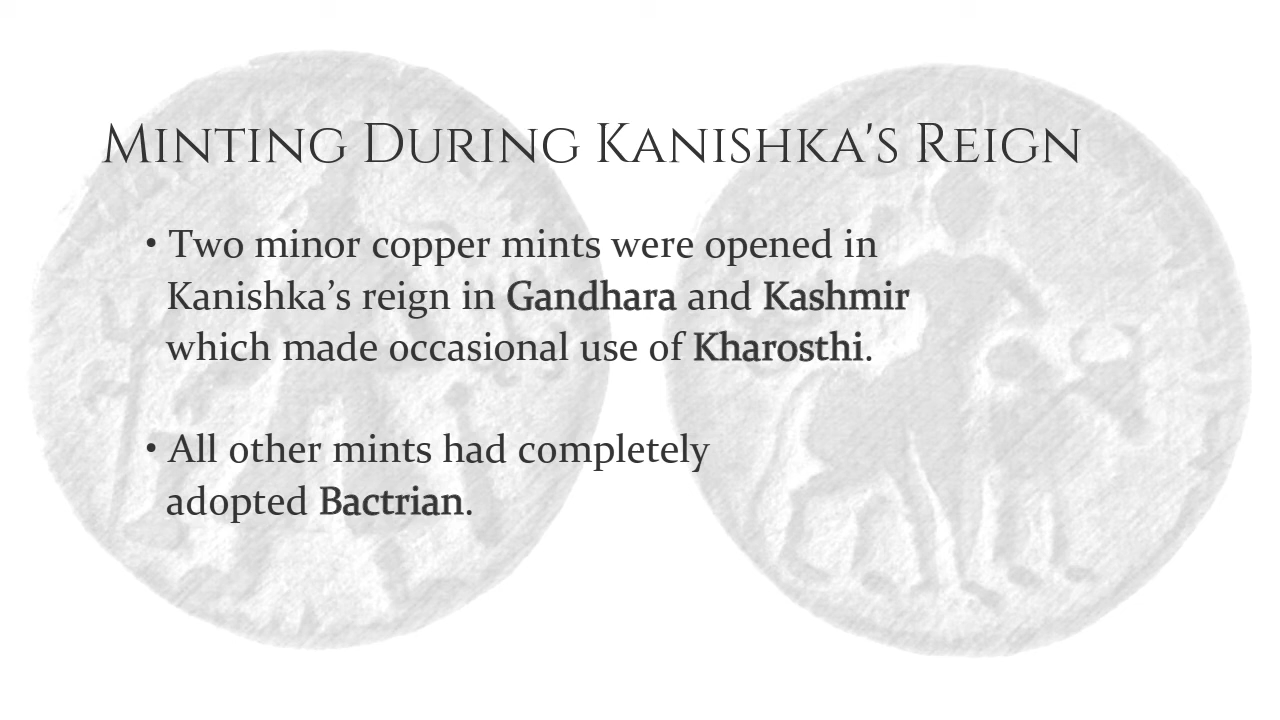 Minting During Kanishka's Reign
• Two minor copper mints were opened in
Kanishka’s reign in Gandhara and Kashmir
which made occasional use of Kharosthi.
• All other mints had completely
adopted Bactrian.